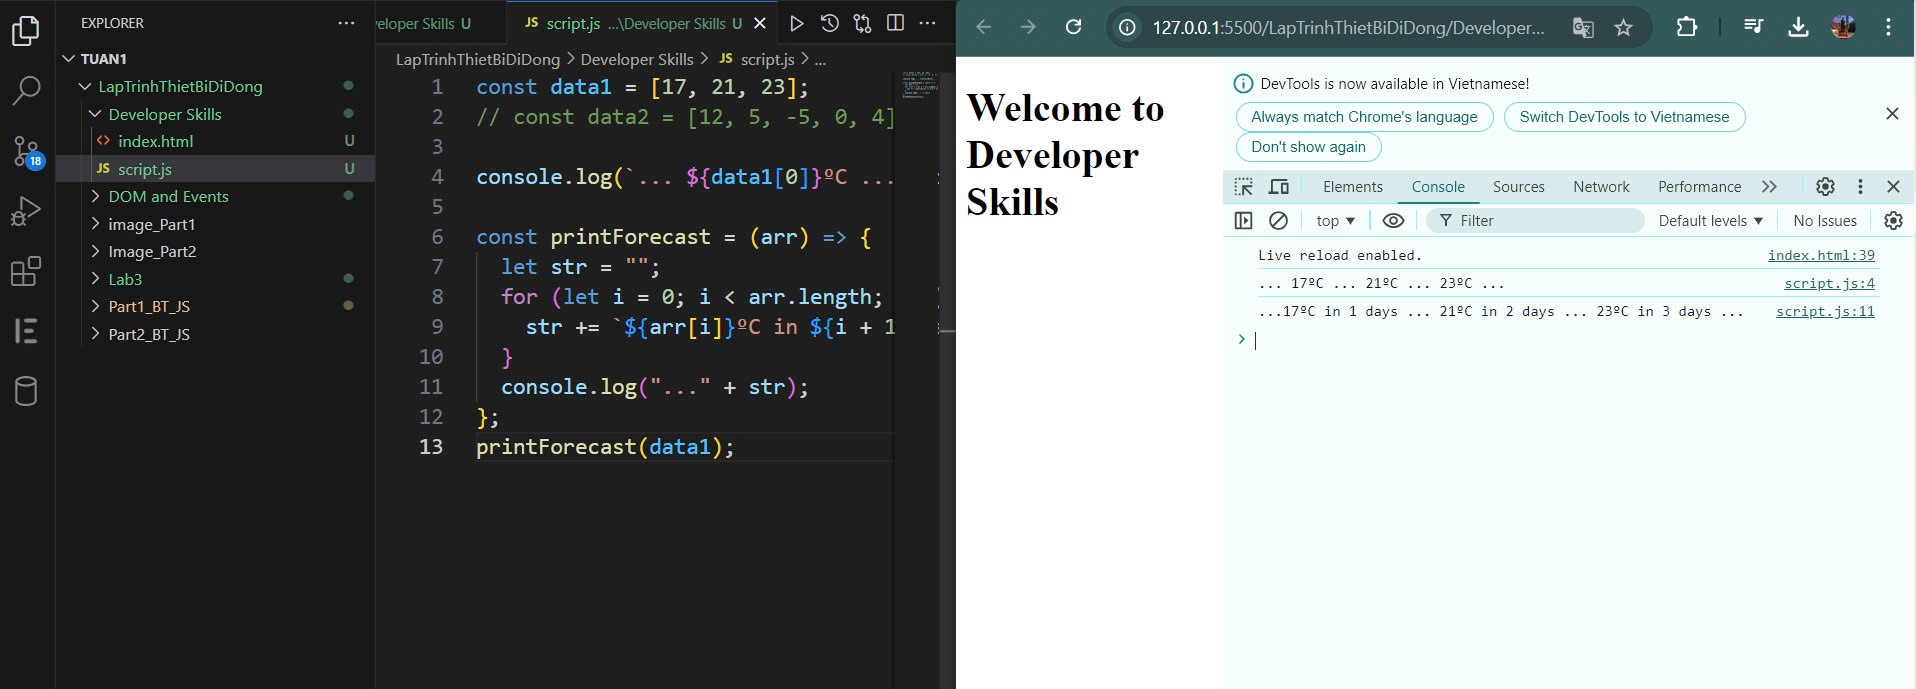 EXPLORER
TUAN1
LapTrinhThietBiDiDong
Developer Skills
index.html U
JS script.js U
DOM and Events
image_Part1
Image_Part2
Lab3
Part1_BT_JS
Part2_BT_JS
18
veloper Skills U
JS script.js ...\Developer Skills U
LapTrinhThietBiDiDong > Developer Skills > JS script.js > ...
1 const data1 = [17, 21, 23];
2 // const data2 = [12, 5, -5, 0, 4]
3
4 console.log(`... ${data1[0]}ºC ...
5
6 const printForecast = (arr) => {
7 let str = "";
8 for (let i = 0; i < arr.length;
9 str += `${arr[i]}ºC in ${i + 1
10 }
11 console.log("..." + str);
12 };
13 printForecast(data1);
127.0.0.1:5500/LapTrinhThietBiDiDong/Developer...
Welcome to
Developer
Skills
DevTools is now available in Vietnamese!
Always match Chrome's language
Switch DevTools to Vietnamese
Don't show again
Elements Console Sources Network Performance
top Filter Default levels No Issues
Live reload enabled. index.html:39
... 17ºC ... 21ºC ... 23ºC ... script.js:4
...17ºC in 1 days ... 21ºC in 2 days ... 23ºC in 3 days ... script.js:11
>